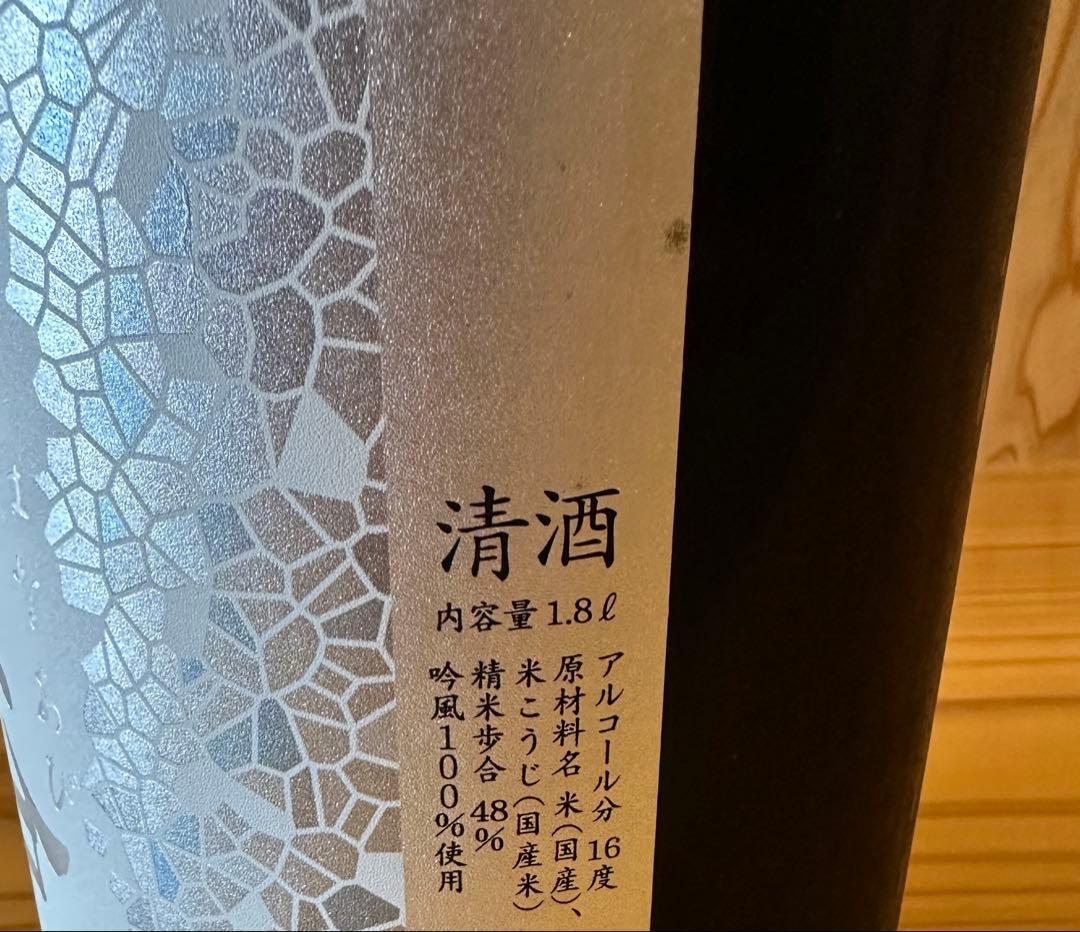 清酒
内容量 1.8ℓ
アルコール分 16度
原材料名 米(国産)、
米こうじ(国産米)
精米歩合 48%
吟風100%使用